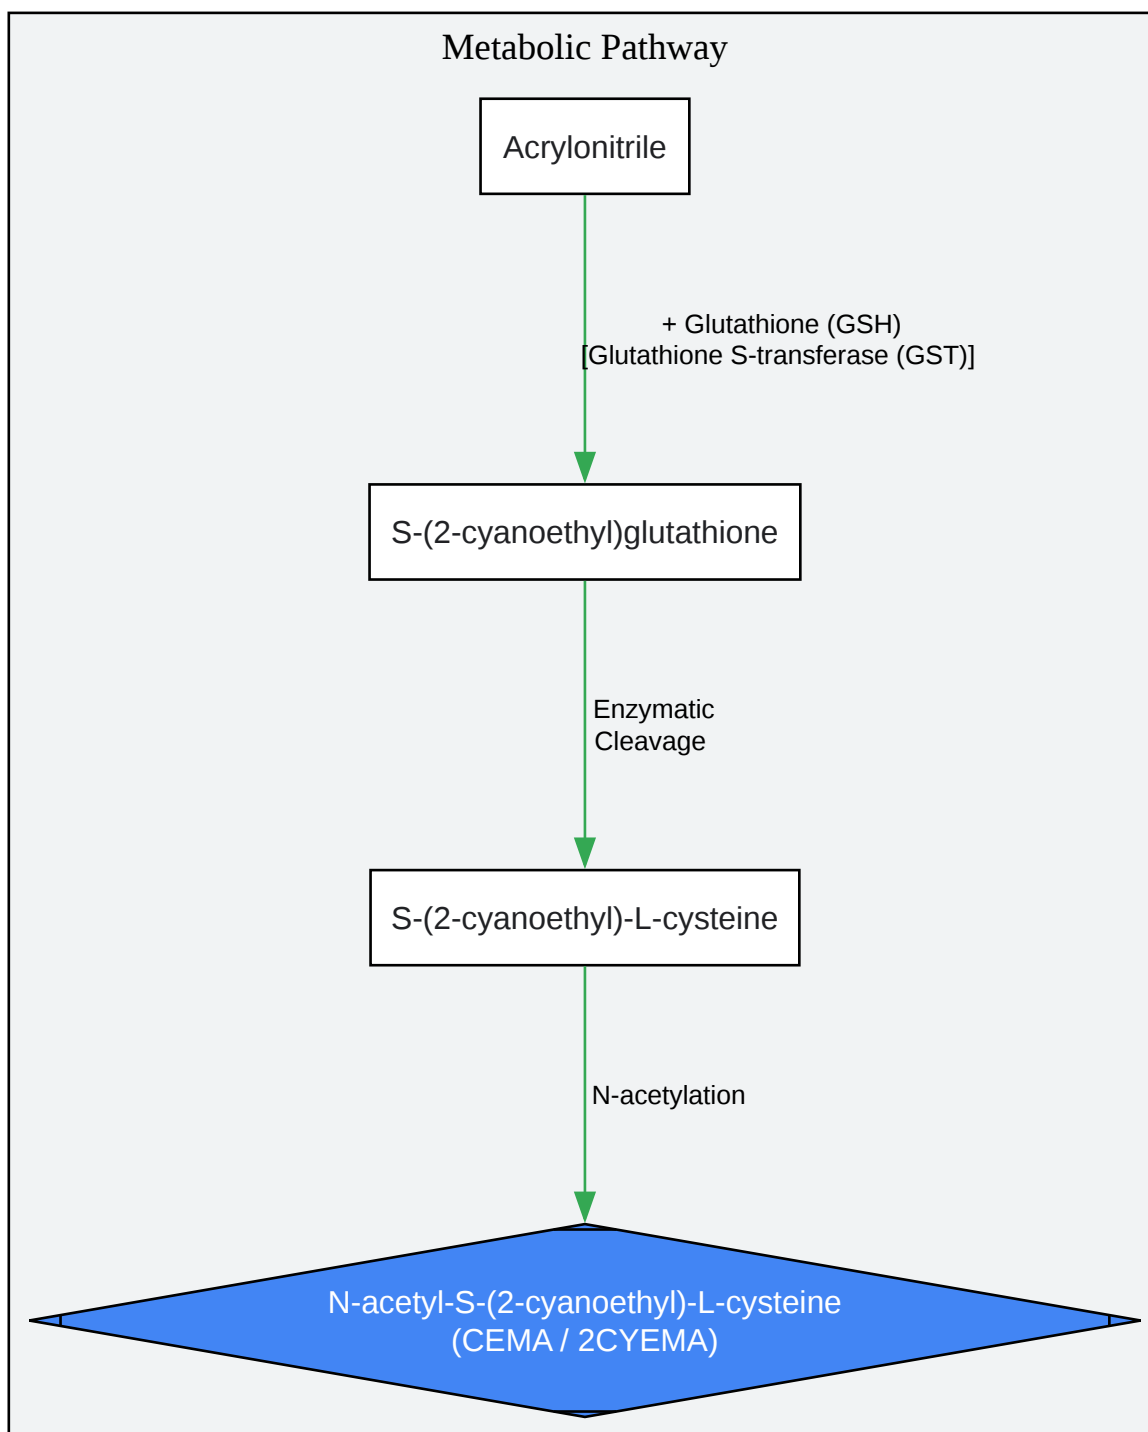 Metabolic Pathway
Acrylonitrile
+ Glutathione (GSH)
[Glutathione S-transferase (GST)]
S-(2-cyanoethyl)glutathione
Enzymatic
Cleavage
S-(2-cyanoethyl)-L-cysteine
N-acetylation
N-acetyl-S-(2-cyanoethyl)-L-cysteine
(CEMA / 2CYEMA)